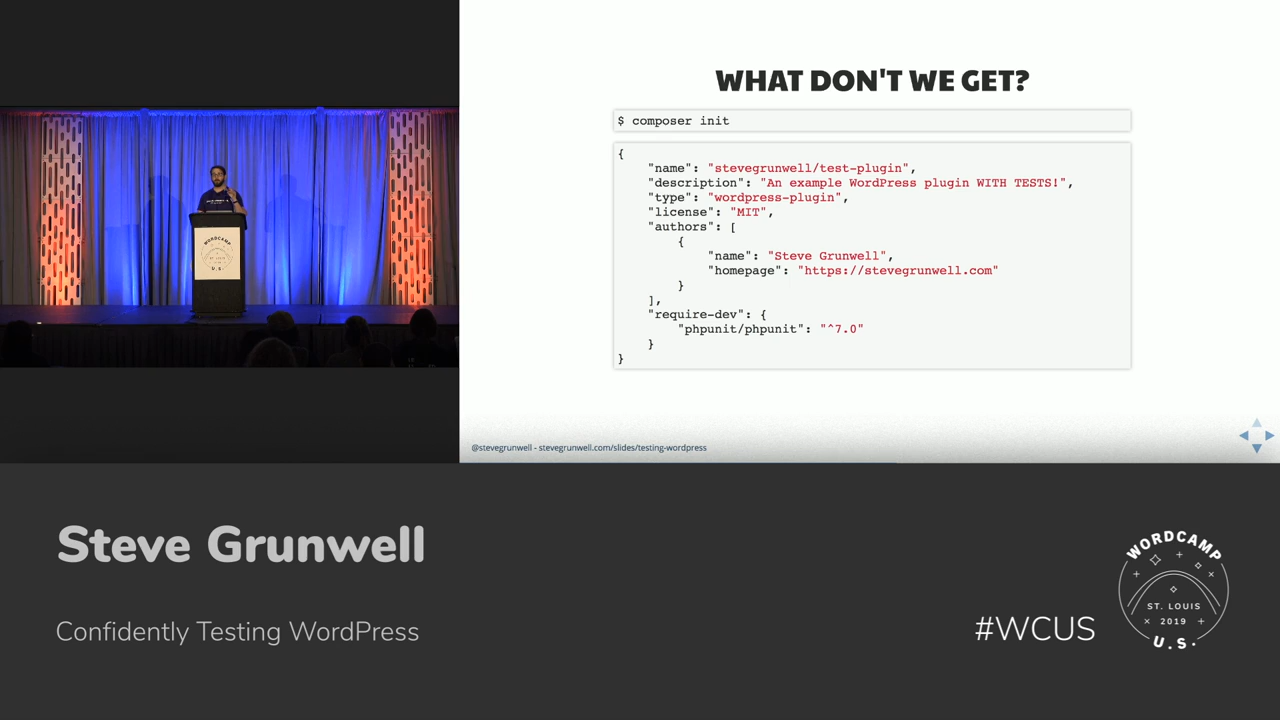 WHAT DON'T WE GET?
$ composer init
{
"name": "stevegrunwell/test-plugin",
"description": "An example WordPress plugin WITH TESTS!",
"type": "wordpress-plugin",
"license": "MIT",
"authors": [
{
"name": "Steve Grunwell",
"homepage": "https://stevegrunwell.com"
}
],
"require-dev": {
"phpunit/phpunit": "^7.0"
}
}
@stevegrunwell - stevegrunwell.com/slides/testing-wordpress
WORDCAMP
U.S.
Steve Grunwell
Confidently Testing WordPress
#WCUS
WORDCAMP
ST. LOUIS
2019
U.S.